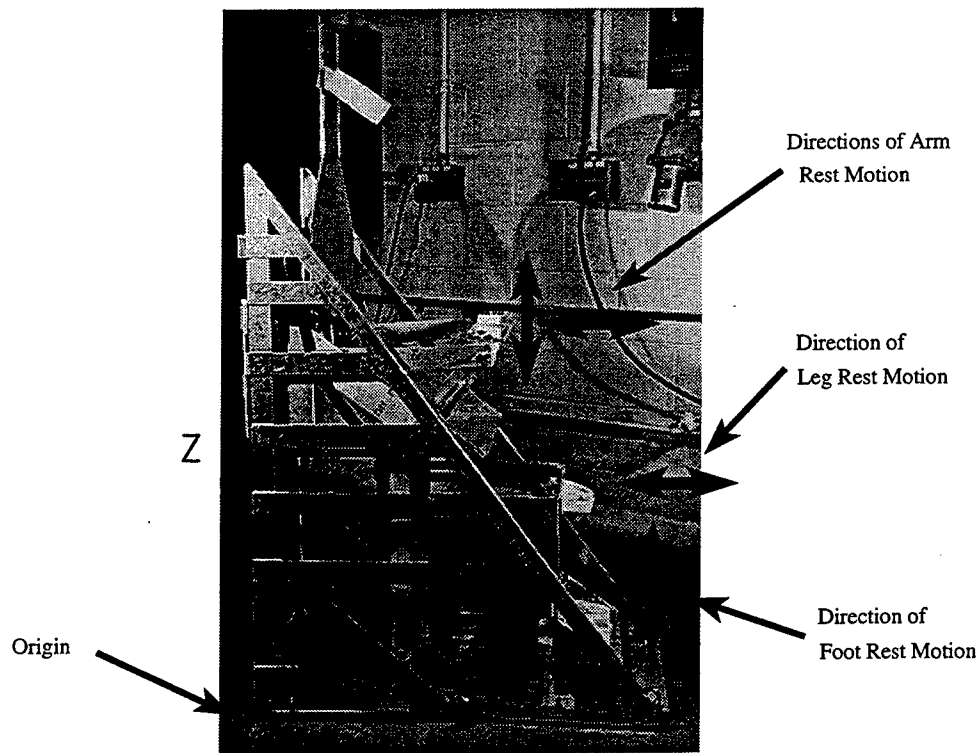 Directions of Arm
Rest Motion
Direction of
Leg Rest Motion
Z
Direction of
Foot Rest Motion
Origin